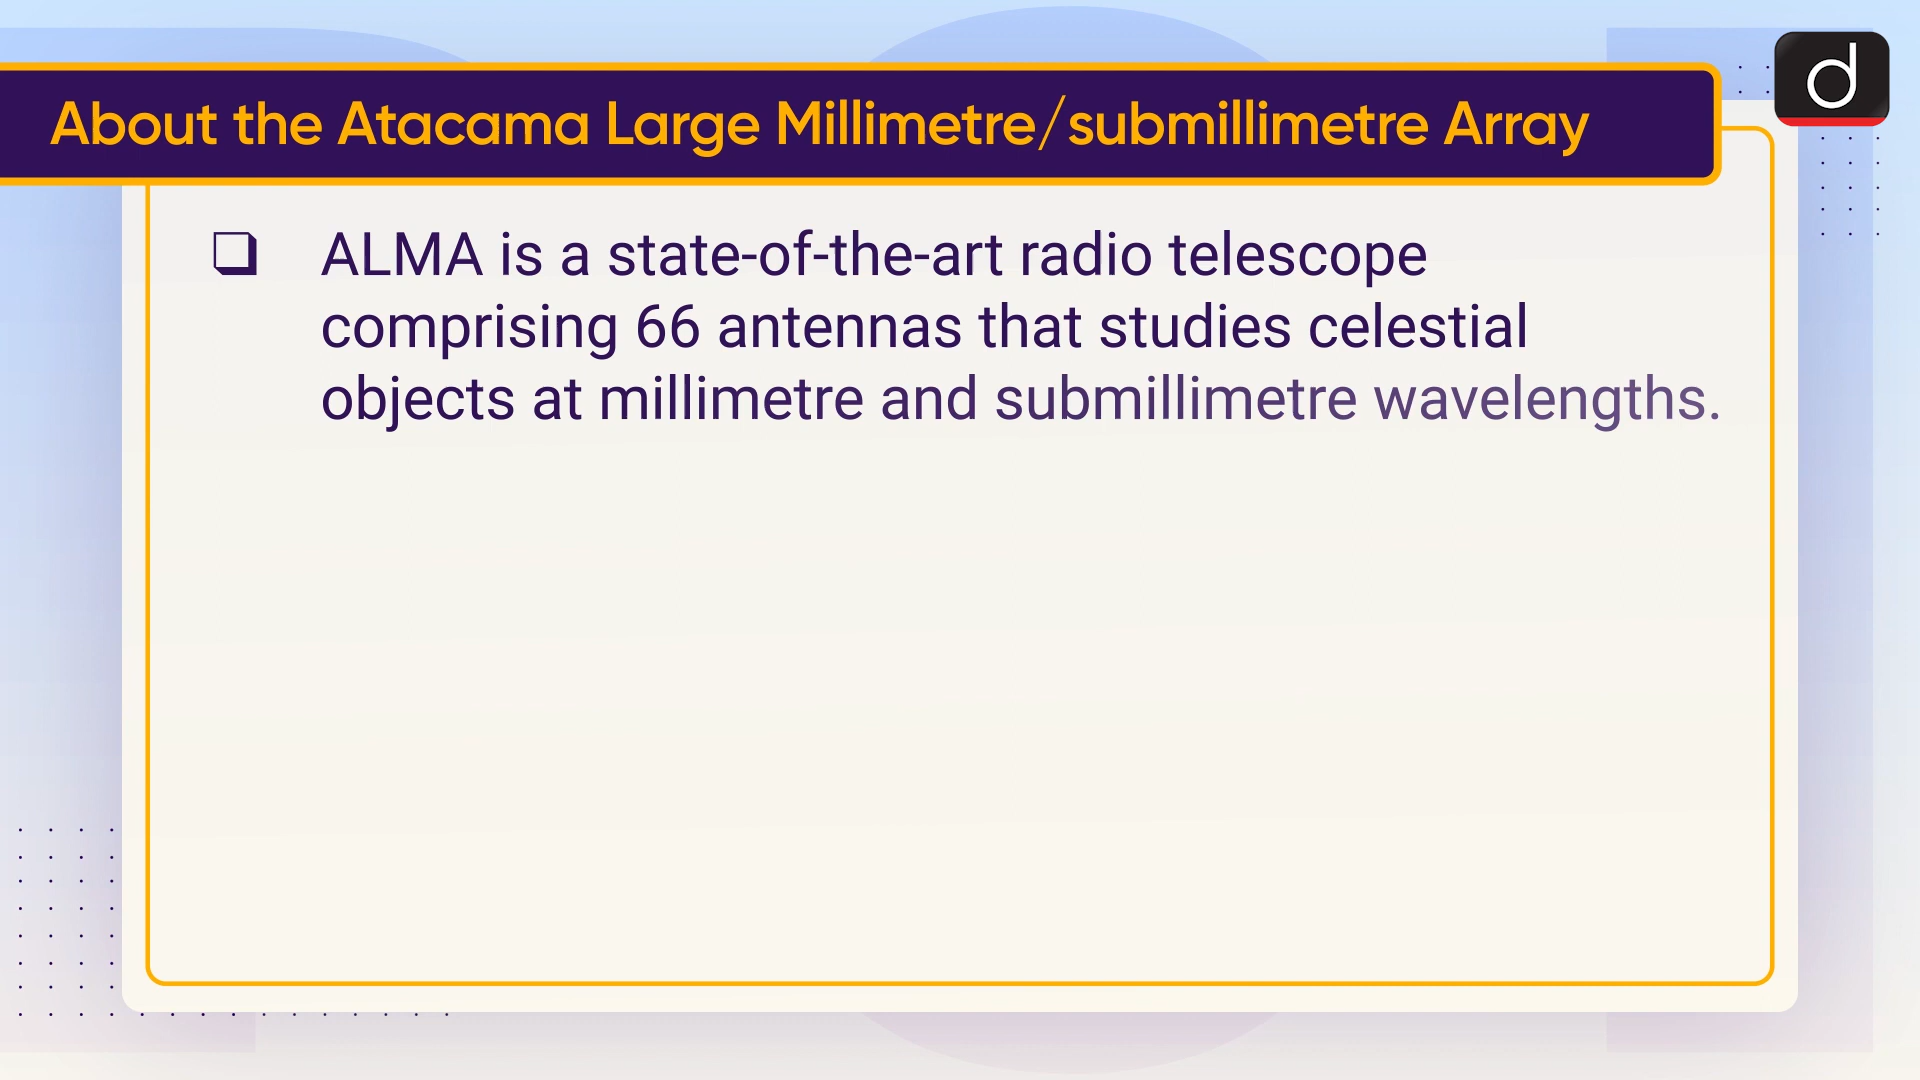 About the Atacama Large Millimetre/submillimetre Array
d
❑ ALMA is a state-of-the-art radio telescope
comprising 66 antennas that studies celestial
objects at millimetre and submillimetre wavelengths.